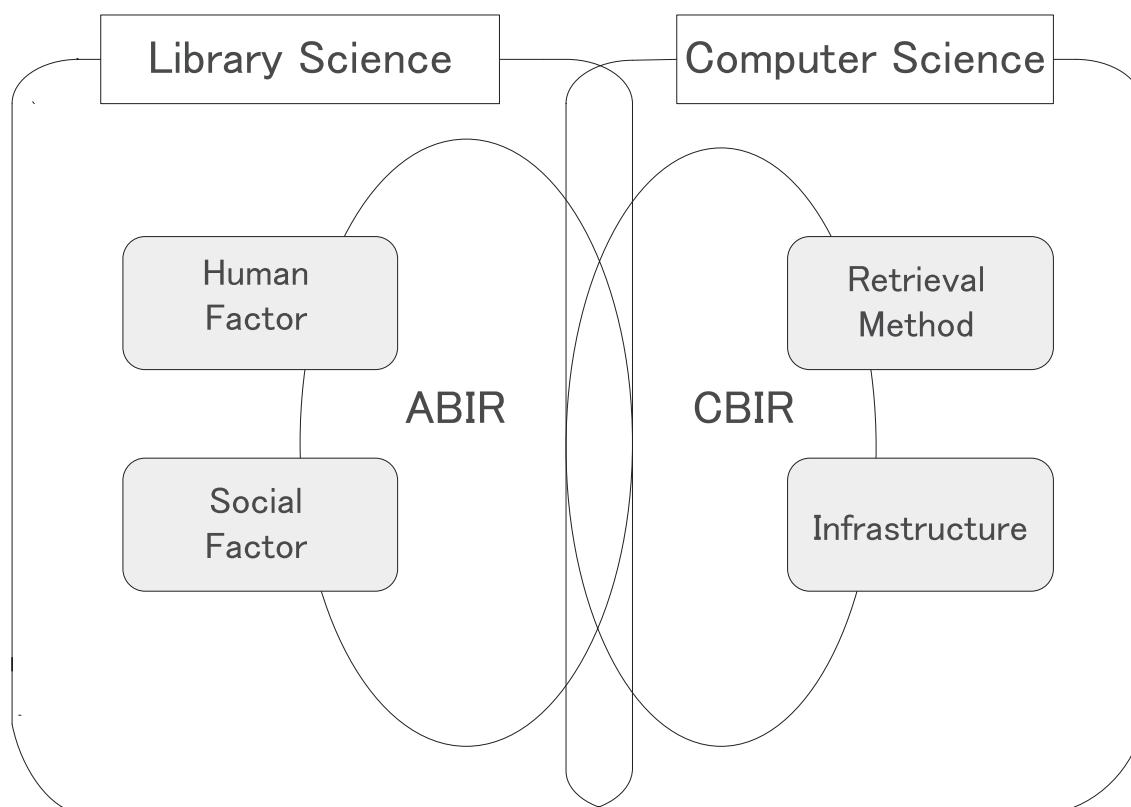 Library Science
Computer Science
Human
Factor
Retrieval
Method
ABIR
CBIR
Social
Factor
Infrastructure